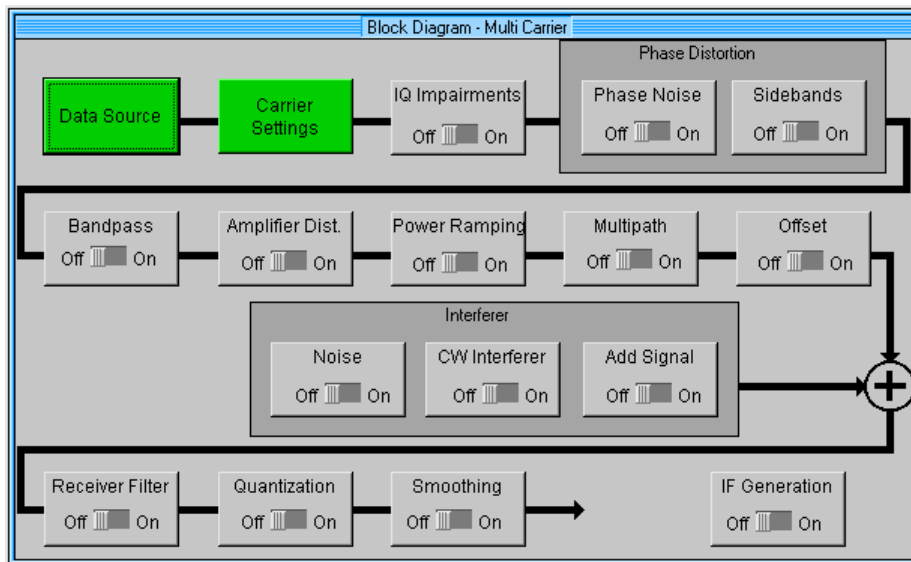 Block Diagram - Multi Carrier
Phase Distortion
Data Source
Carrier
Settings
IQ Impairments
Off On
Phase Noise
Off On
Sidebands
Off On
Bandpass
Off On
Amplifier Dist.
Off On
Power Ramping
Off On
Multipath
Off On
Offset
Off On
Interferer
Noise
Off On
CW Interferer
Off On
Add Signal
Off On
Receiver Filter
Off On
Quantization
Off On
Smoothing
Off On
IF Generation
Off On